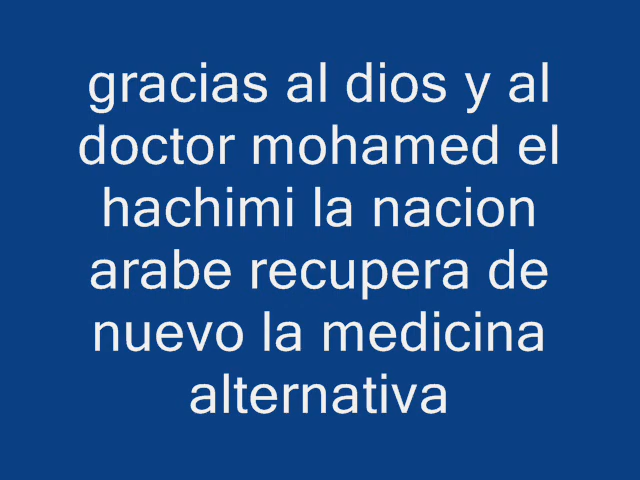 gracias al dios y al
doctor mohamed el
hachimi la nacion
arabe recupera de
nuevo la medicina
alternativa